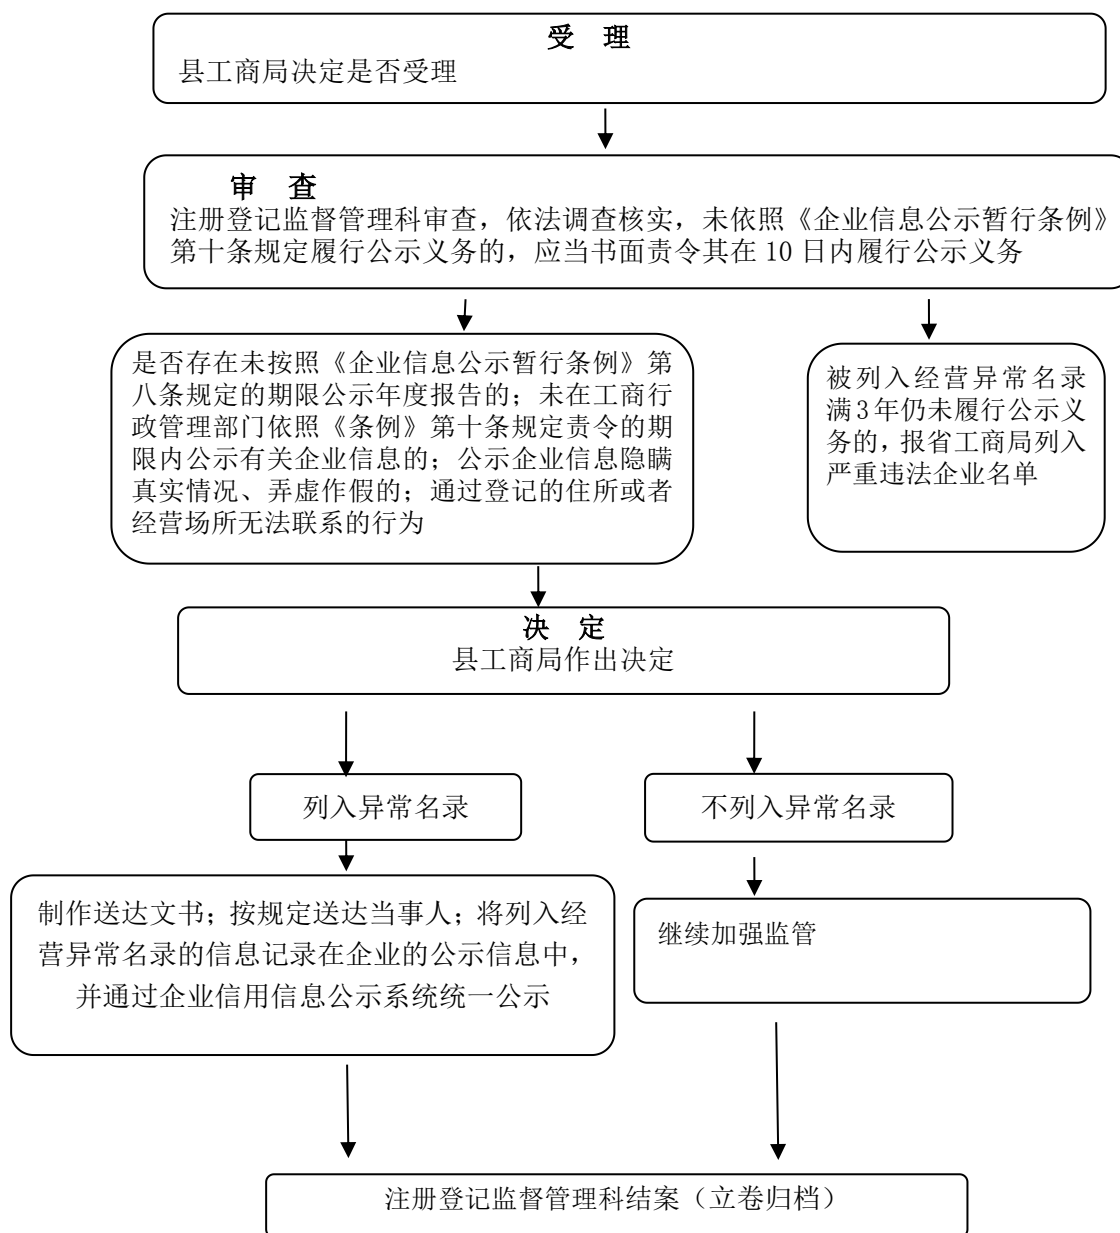 受 理
县工商局决定是否受理
审 查
注册登记监督管理科审查，依法调查核实，未依照《企业信息公示暂行条例》
第十条规定履行公示义务的，应当书面责令其在 10 日内履行公示义务
是否存在未按照《企业信息公示暂行条例》第
八条规定的期限公示年度报告的；未在工商行
政管理部门依照《条例》第十条规定责令的期
限内公示有关企业信息的；公示企业信息隐瞒
真实情况、弄虚作假的；通过登记的住所或者
经营场所无法联系的行为
被列入经营异常名录
满 3 年仍未履行公示义
务的，报省工商局列入
严重违法企业名单
决 定
县工商局作出决定
列入异常名录
不列入异常名录
制作送达文书；按规定送达当事人；将列入经
营异常名录的信息记录在企业的公示信息中，
并通过企业信用信息公示系统统一公示
继续加强监管
注册登记监督管理科结案（立卷归档）